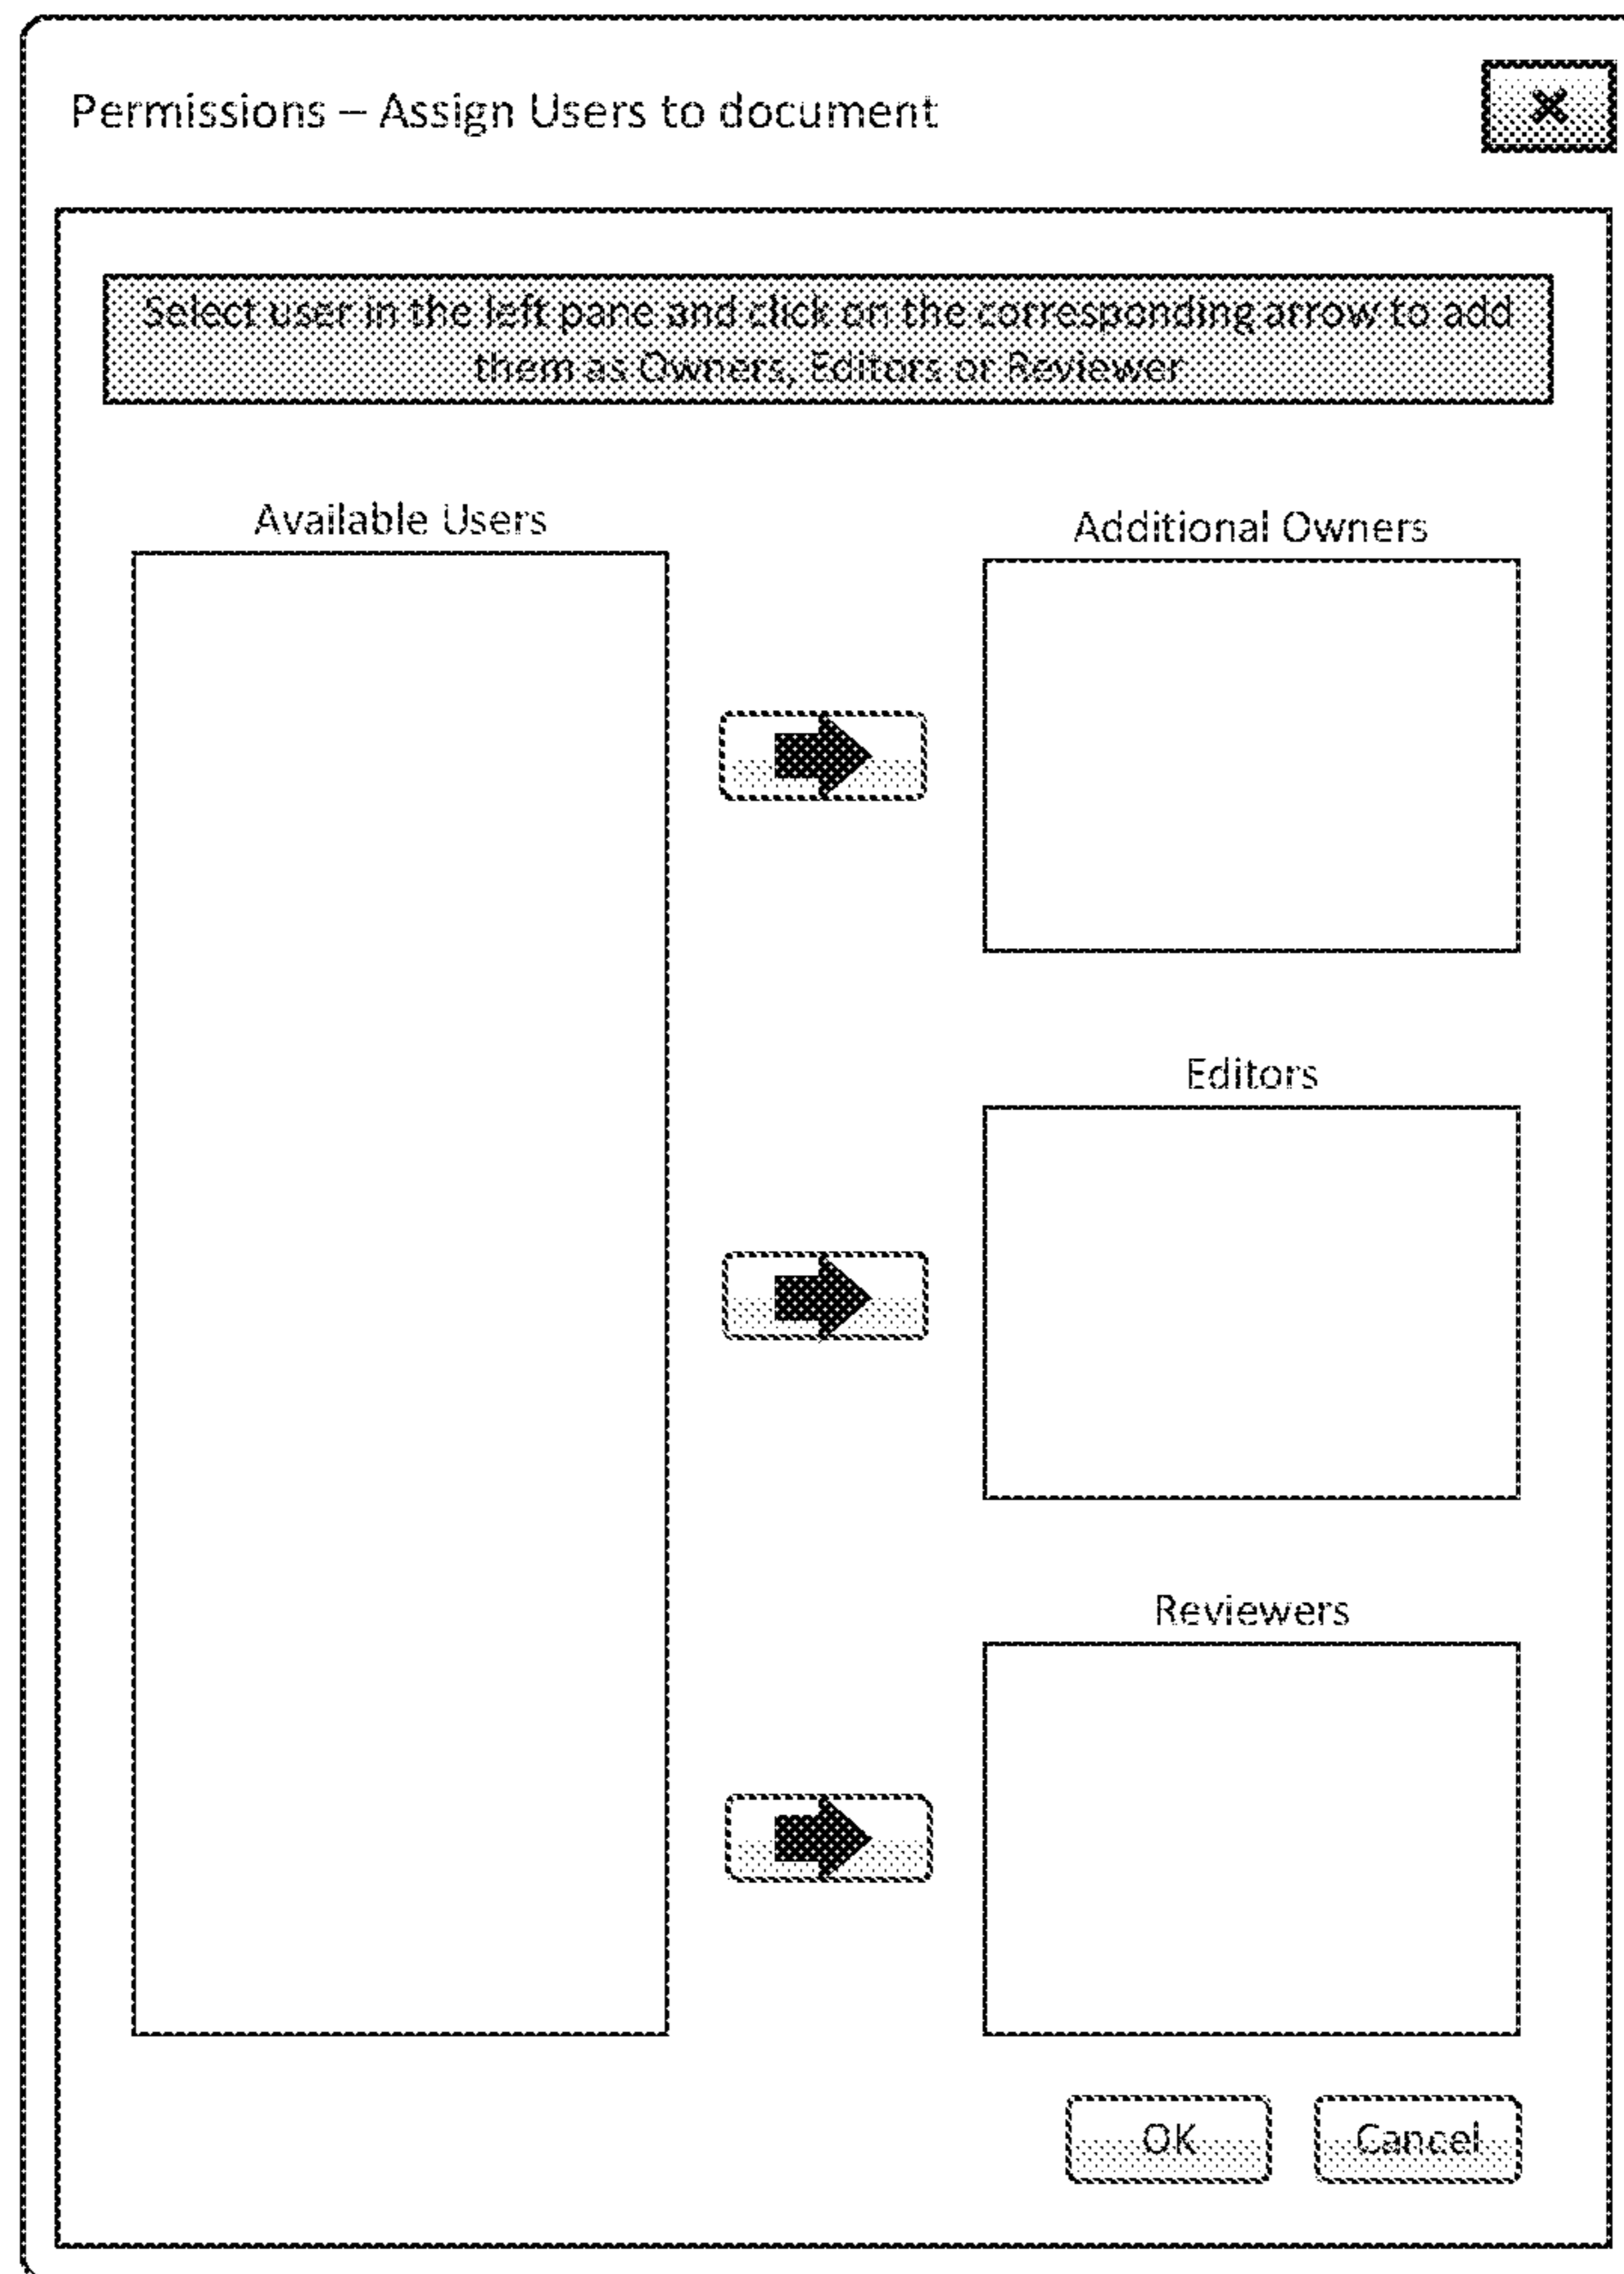 Permissions – Assign Users to document
Select user in the left pane and click on the corresponding arrow to add
them as Owners, Editors or Reviewer
Available Users
Additional Owners
Editors
Reviewers
OK
Cancel